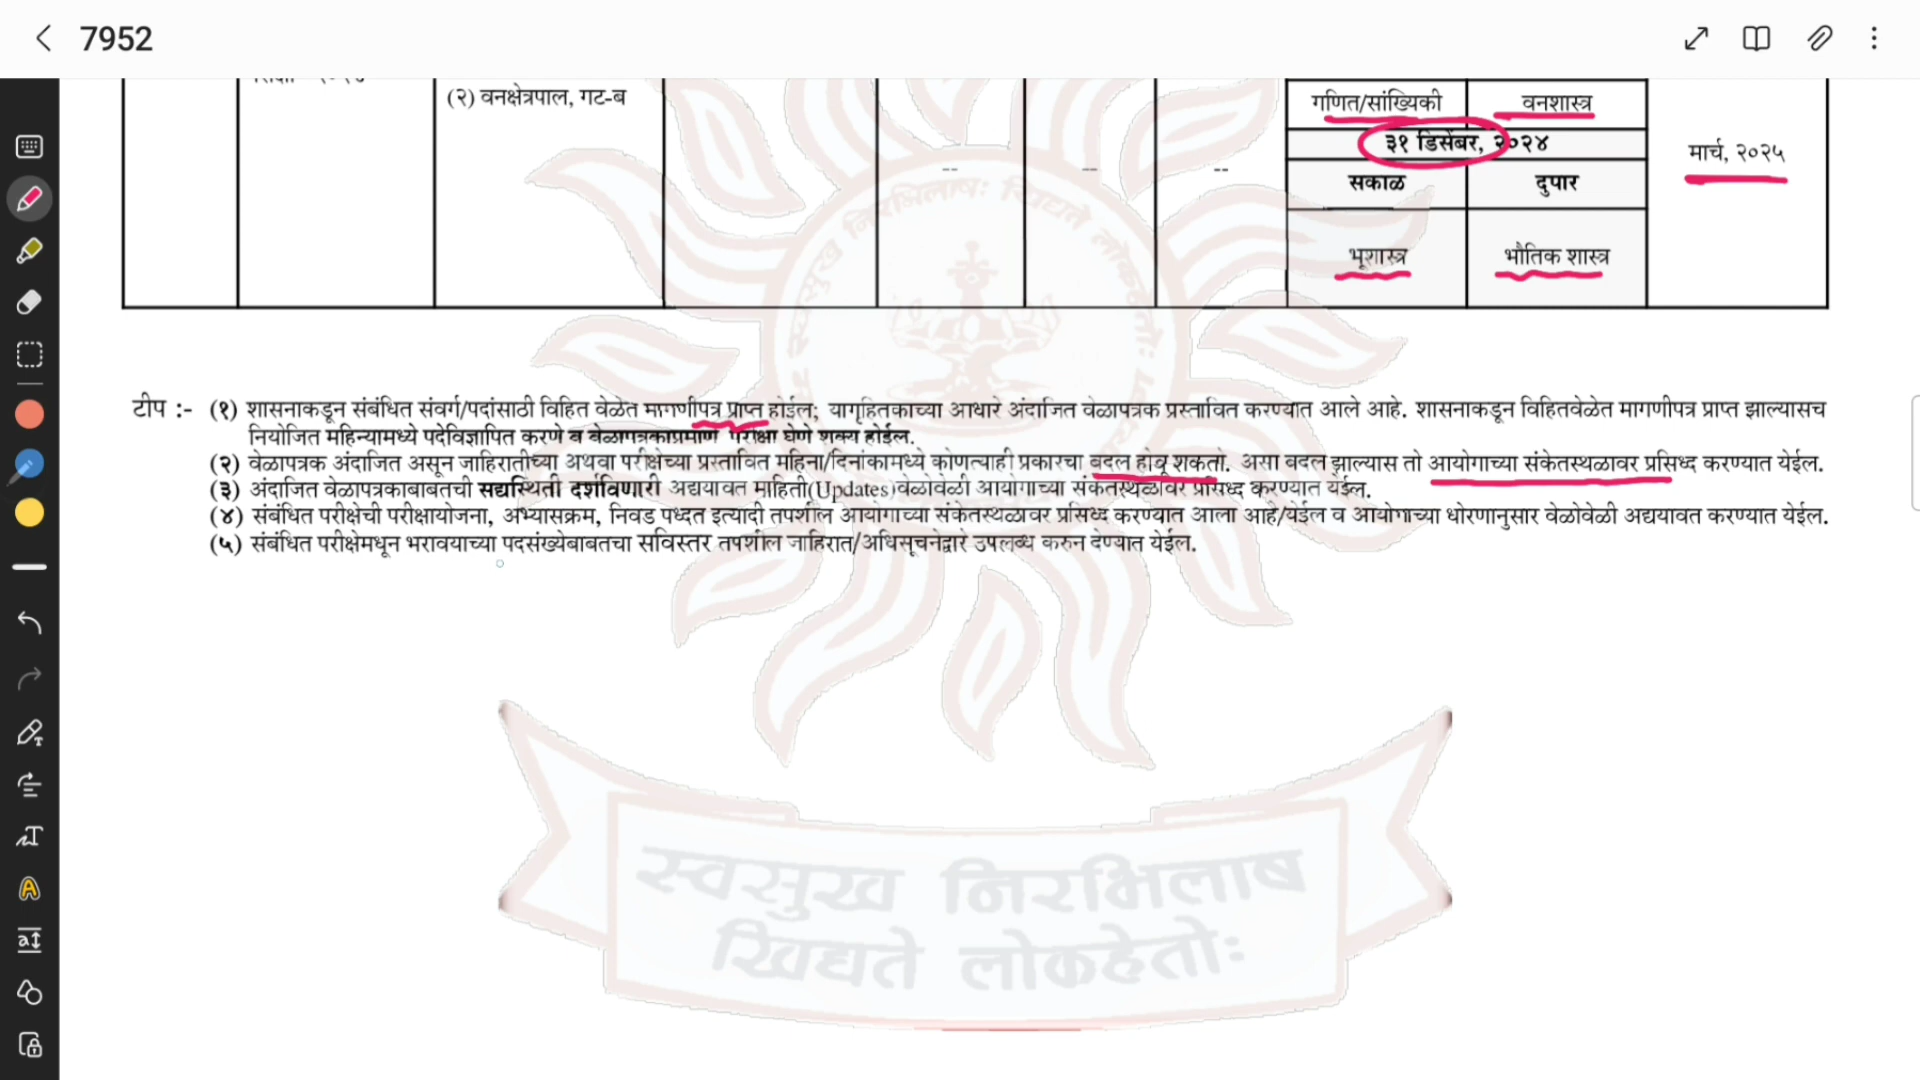 7952
(२) वनक्षेत्रपाल, गट-ब
गणित/सांख्यिकी वनशास्त्र
३१ डिसेंबर, २०२४
सकाळ दुपार
-- -- -- मार्च, २०२५
भूशास्त्र भौतिक शास्त्र
टीप :- (१) शासनाकडून संबंधित संवर्ग/पदांसाठी विहित वेळेत मागणीपत्र प्राप्त होईल; यागृहितकाच्या आधारे अंदाजित वेळापत्रक प्रस्तावित करण्यात आले आहे. शासनाकडून विहितवेळेत मागणीपत्र प्राप्त झाल्यासच
नियोजित महिन्यामध्ये पदेविज्ञापित करणे व वेळापत्रकाप्रमाणे परीक्षा घेणे शक्य होईल.
(२) वेळापत्रक अंदाजित असून जाहिरातीच्या अथवा परीक्षेच्या प्रस्तावित महिना/दिनांकामध्ये कोणत्याही प्रकारचा बदल होवू शकतो. असा बदल झाल्यास तो आयोगाच्या संकेतस्थळावर प्रसिध्द करण्यात येईल.
(३) अंदाजित वेळापत्रकाबाबतची सद्यस्थिती दर्शविणारी अद्ययावत माहिती(Updates)वेळोवेळी आयोगाच्या संकेतस्थळावर प्रसिध्द करण्यात येईल.
(४) संबंधित परीक्षेची परीक्षायोजना, अभ्यासक्रम, निवड पध्दत इत्यादी तपशील आयोगाच्या संकेतस्थळावर प्रसिध्द करण्यात आला आहे/येईल व आयोगाच्या धोरणानुसार वेळोवेळी अद्ययावत करण्यात येईल.
(५) संबंधित परीक्षेमधून भरावयाच्या पदसंख्येबाबतचा सविस्तर तपशील जाहिरात/अधिसूचनेद्वारे उपलब्ध करुन देण्यात येईल.
स्वसुख निरभिलाष
खिद्यते लोकहेतोः